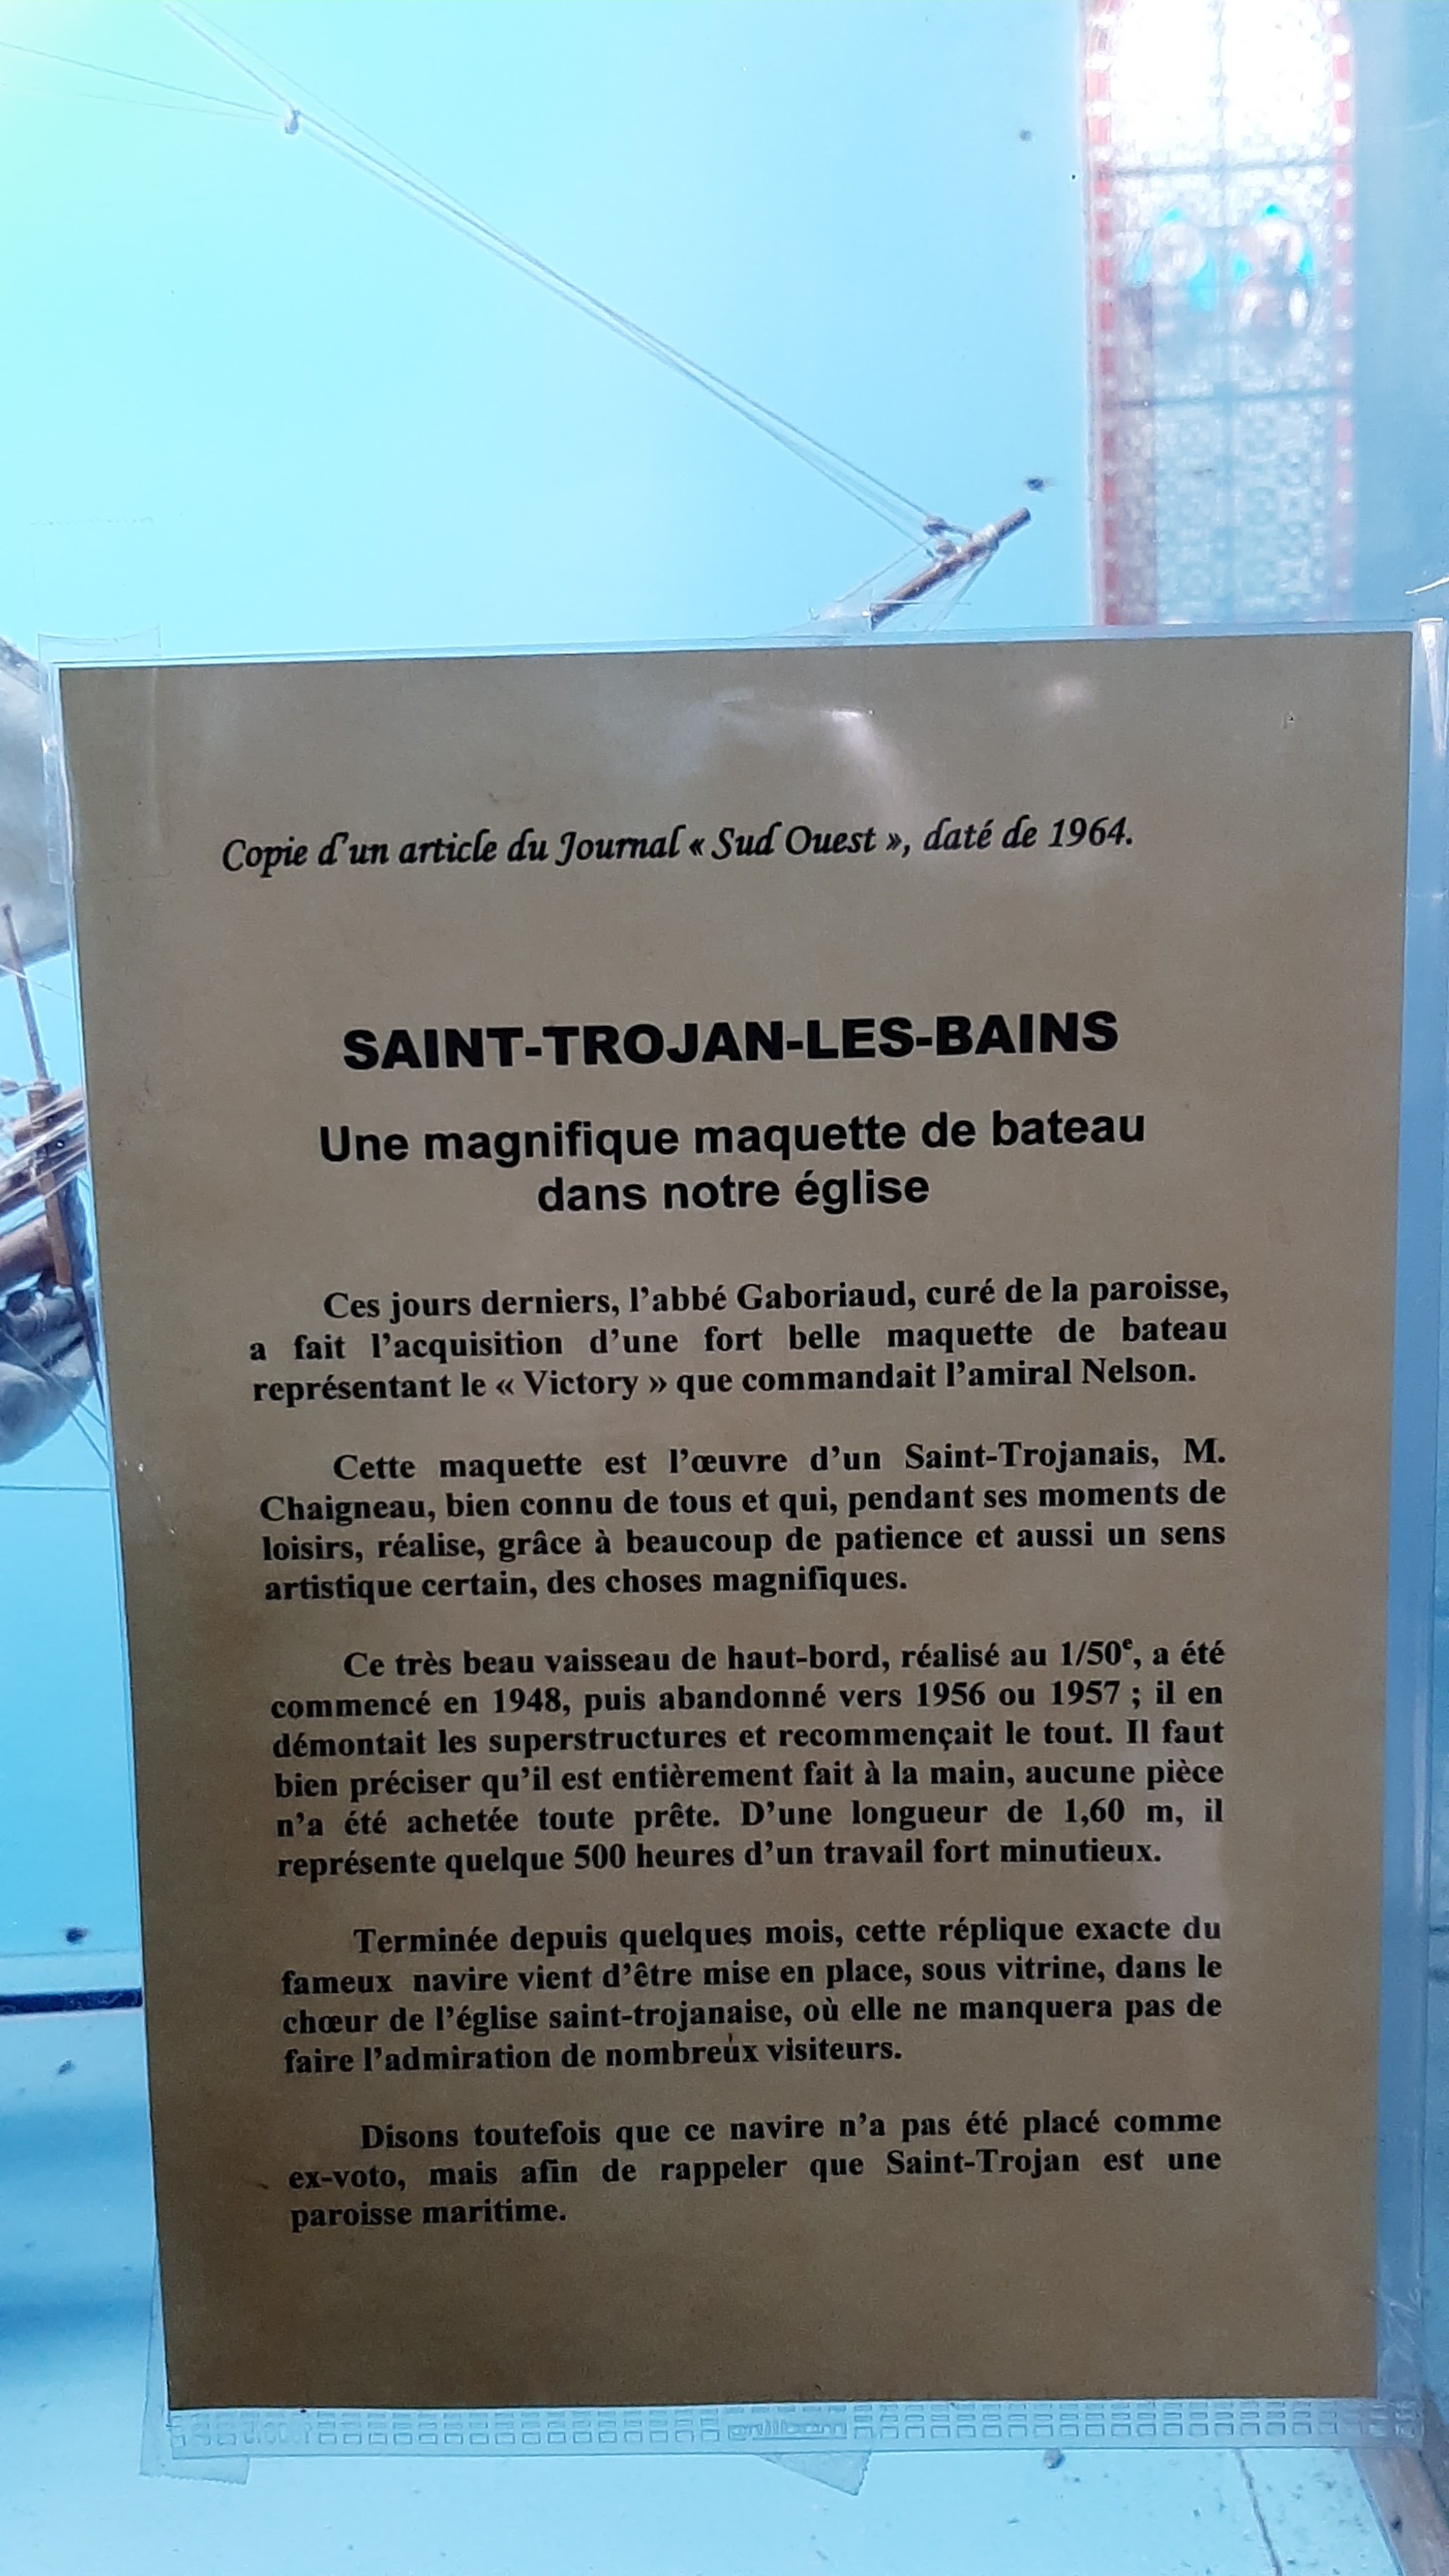 Copie d'un article du Journal « Sud Ouest », daté de 1964.
SAINT-TROJAN-LES-BAINS
Une magnifique maquette de bateau
dans notre église
Ces jours derniers, l'abbé Gaboriaud, curé de la paroisse,
a fait l'acquisition d'une fort belle maquette de bateau
représentant le « Victory » que commandait l'amiral Nelson.
Cette maquette est l'œuvre d'un Saint-Trojanais, M.
Chaigneau, bien connu de tous et qui, pendant ses moments de
loisirs, réalise, grâce à beaucoup de patience et aussi un sens
artistique certain, des choses magnifiques.
Ce très beau vaisseau de haut-bord, réalisé au 1/50e, a été
commencé en 1948, puis abandonné vers 1956 ou 1957 ; il en
démontait les superstructures et recommençait le tout. Il faut
bien préciser qu'il est entièrement fait à la main, aucune pièce
n'a été achetée toute prête. D'une longueur de 1,60 m, il
représente quelque 500 heures d'un travail fort minutieux.
Terminée depuis quelques mois, cette réplique exacte du
fameux navire vient d'être mise en place, sous vitrine, dans le
chœur de l'église saint-trojanaise, où elle ne manquera pas de
faire l'admiration de nombreux visiteurs.
Disons toutefois que ce navire n'a pas été placé comme
ex-voto, mais afin de rappeler que Saint-Trojan est une
paroisse maritime.